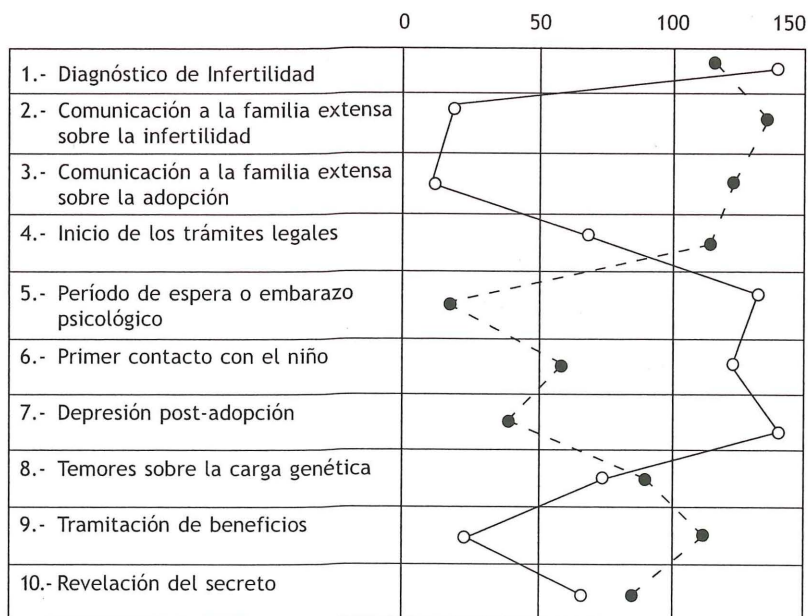 0 50 100 150
1.- Diagnóstico de Infertilidad
2.- Comunicación a la familia extensa
sobre la infertilidad
3.- Comunicación a la familia extensa
sobre la adopción
4.- Inicio de los trámites legales
5.- Período de espera o embarazo
psicológico
6.- Primer contacto con el niño
7.- Depresión post-adopción
8.- Temores sobre la carga genética
9.- Tramitación de beneficios
10.- Revelación del secreto